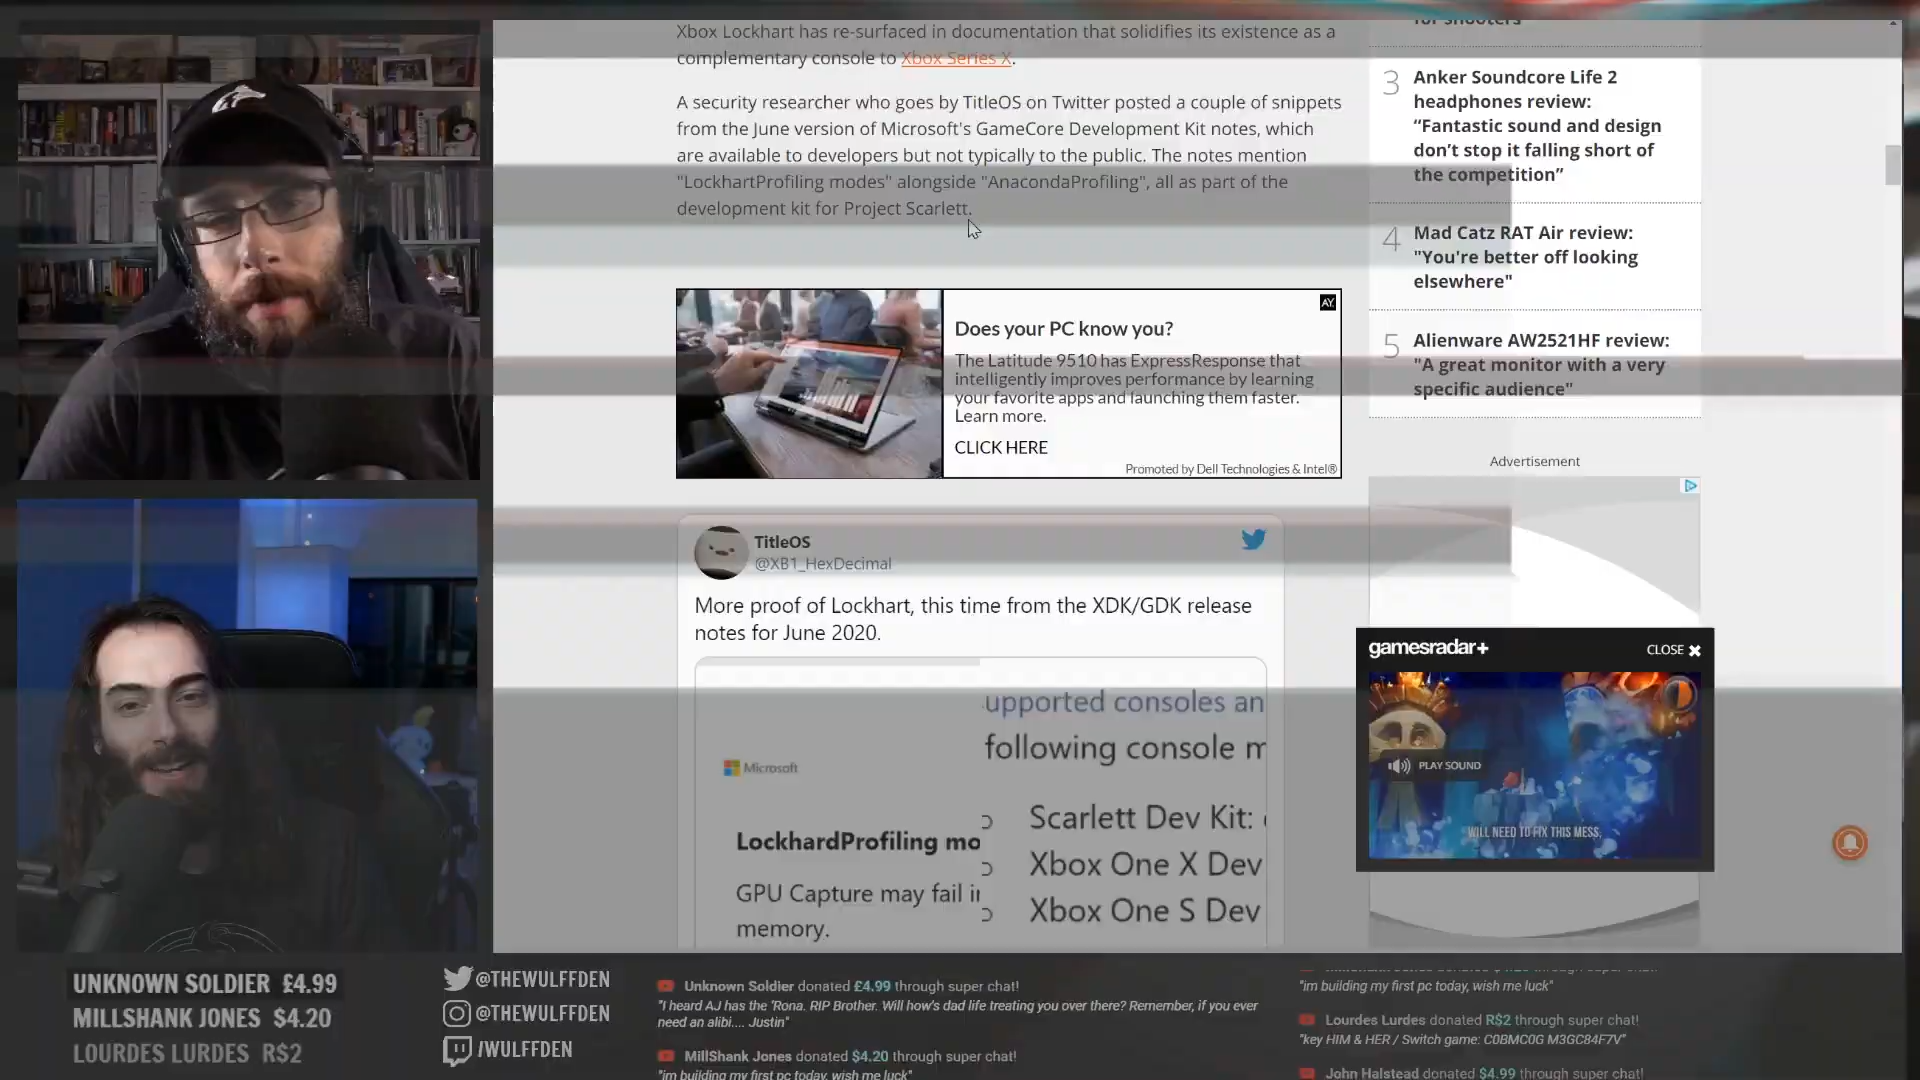 Xbox Lockhart has re-surfaced in documentation that solidifies its existence as a
complementary console to Xbox Series X.
A security researcher who goes by TitleOS on Twitter posted a couple of snippets
from the June version of Microsoft's GameCore Development Kit notes, which
are available to developers but not typically to the public. The notes mention
"LockhartProfiling modes" alongside "AnacondaProfiling", all as part of the
development kit for Project Scarlett.
for shooters
3
Anker Soundcore Life 2
headphones review:
“Fantastic sound and design
don’t stop it falling short of
the competition”
4
Mad Catz RAT Air review:
"You're better off looking
elsewhere"
5
Alienware AW2521HF review:
"A great monitor with a very
specific audience"
Does your PC know you?
The Latitude 9510 has ExpressResponse that
intelligently improves performance by learning
your favorite apps and launching them faster.
Learn more.
CLICK HERE
Promoted by Dell Technologies & Intel®
Advertisement
TitleOS
@XB1_HexDecimal
More proof of Lockhart, this time from the XDK/GDK release
notes for June 2020.
Microsoft
LockhardProfiling mo
GPU Capture may fail in
memory.
upported consoles an
following console m
Scarlett Dev Kit:
Xbox One X Dev
Xbox One S Dev
gamesradar+
CLOSE
PLAY SOUND
WILL NEED TO FIX THIS MESS,
UNKNOWN SOLDIER £4.99
MILLSHANK JONES $4.20
LOURDES LURDES R$2
@THEWULFFDEN
@THEWULFFDEN
/WULFFDEN
Unknown Soldier donated £4.99 through super chat!
"I heard AJ has the 'Rona. RIP Brother. Will how's dad life treating you over there? Remember, if you ever
need an alibi.... Justin"
MillShank Jones donated $4.20 through super chat!
"im building my first pc today, wish me luck"
"im building my first pc today, wish me luck"
Lourdes Lurdes donated R$2 through super chat!
"key HIM & HER / Switch game: C0BMC0G M3GC84F7V"
John Halstead donated $4.99 through super chat!